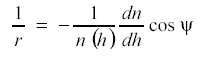 1/r = −1/(n(h)) dn/dh cos ψ